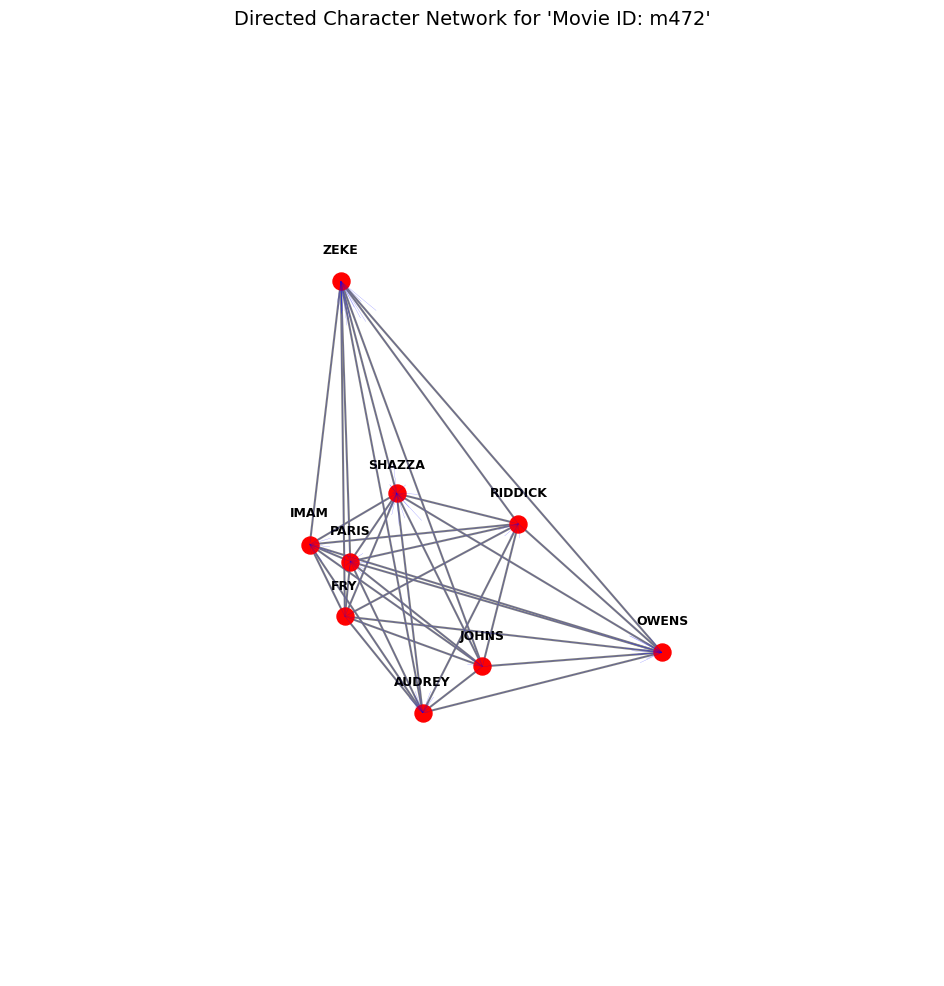 Directed Character Network for 'Movie ID: m472'
ZEKE
SHAZZA
RIDDICK
IMAM
PARIS
FRY
OWENS
JOHNS
AUDREY